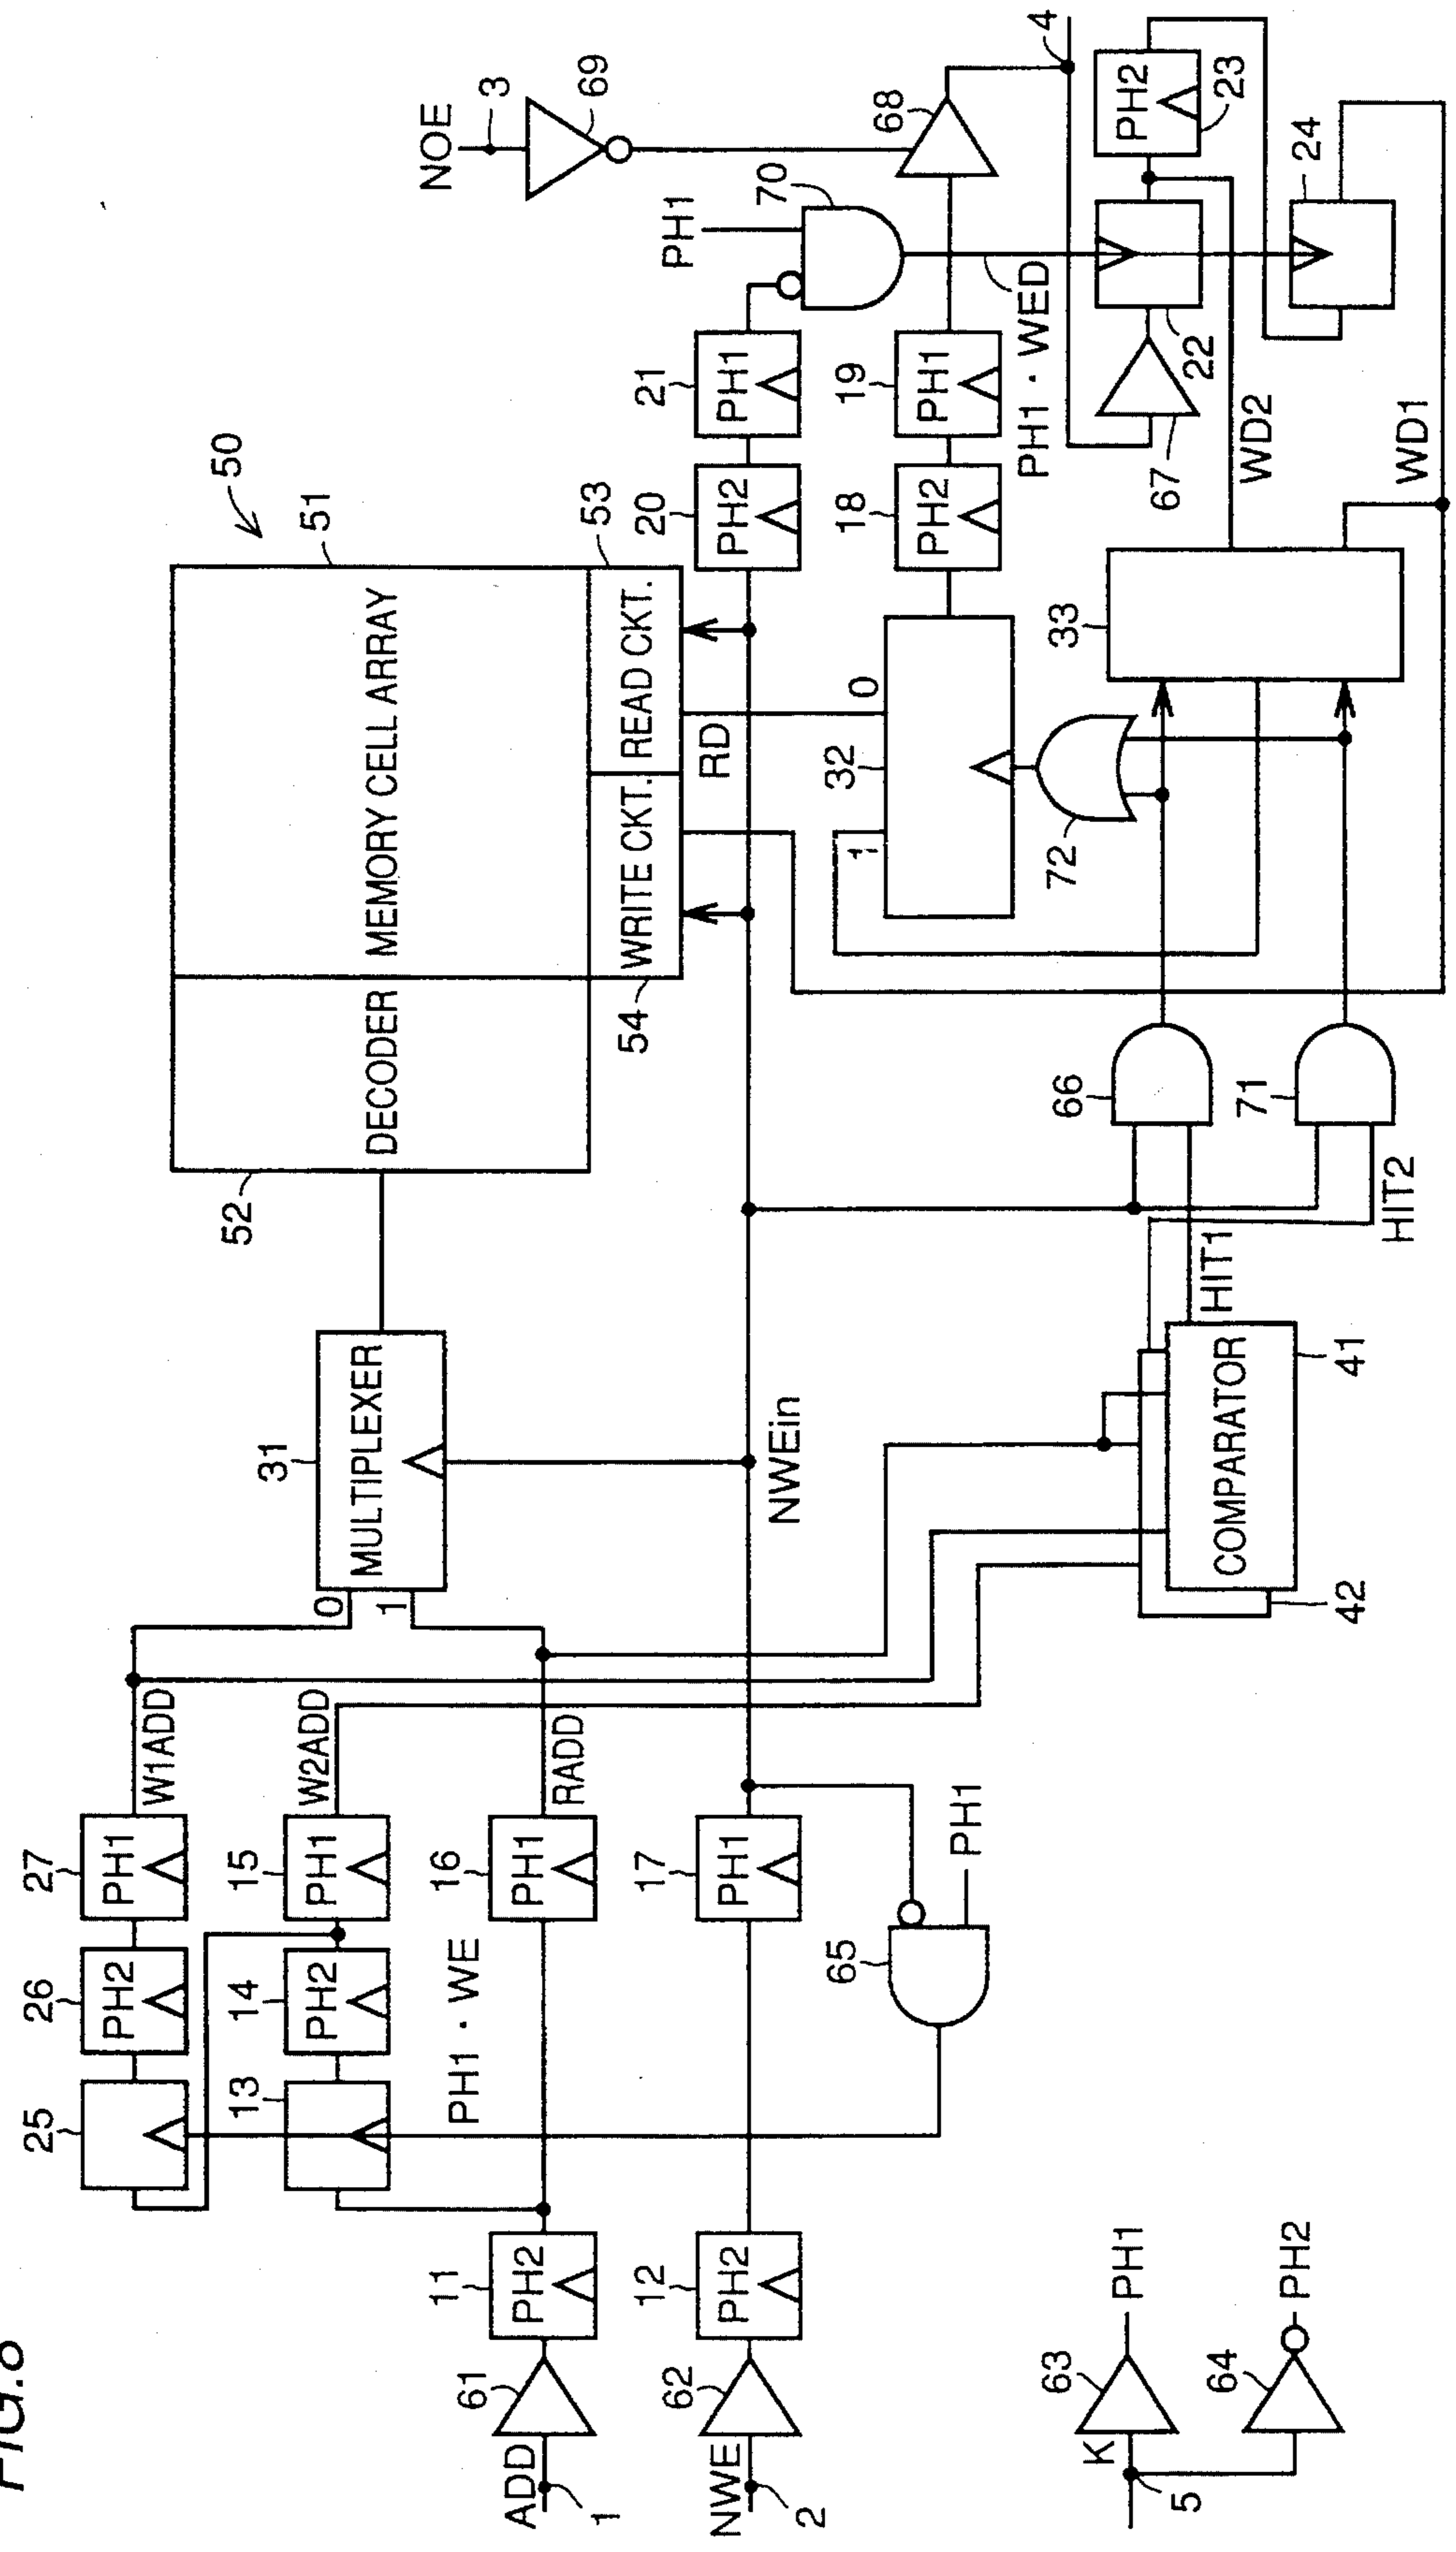 FIG.8
25
26
PH2
27
PH1
W1ADD
13
14
PH2
15
PH1
W2ADD
PH1 · WE
61
ADD
1
11
PH2
16
PH1
RADD
62
NWE
2
12
PH2
17
PH1
65
PH1
NWEin
31
MULTIPLEXER
0
1
52
DECODER
MEMORY CELL ARRAY
51
50
54
WRITE CKT.
READ CKT.
53
RD
20
PH2
21
PH1
70
PH1
NOE
3
69
68
4
32
1
0
18
PH2
19
PH1
PH1 · WED
72
33
67
22
PH2
23
24
WD2
WD1
66
71
HIT1
HIT2
COMPARATOR
41
42
K
5
63
PH1
64
PH2